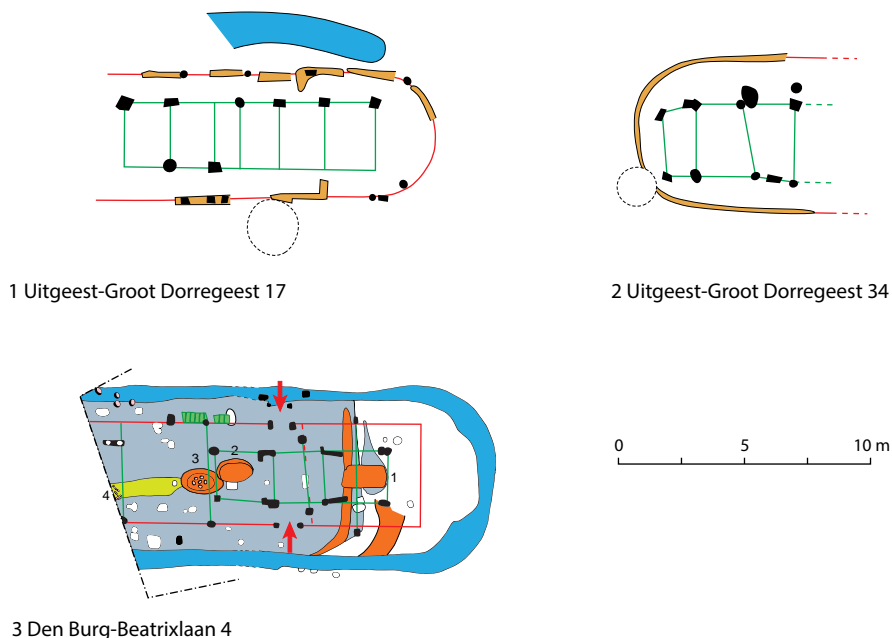 1 Uitgeest-Groot Dorregeest 17
2 Uitgeest-Groot Dorregeest 34
3
2
1
4
0
5
10 m
3 Den Burg-Beatrixlaan 4